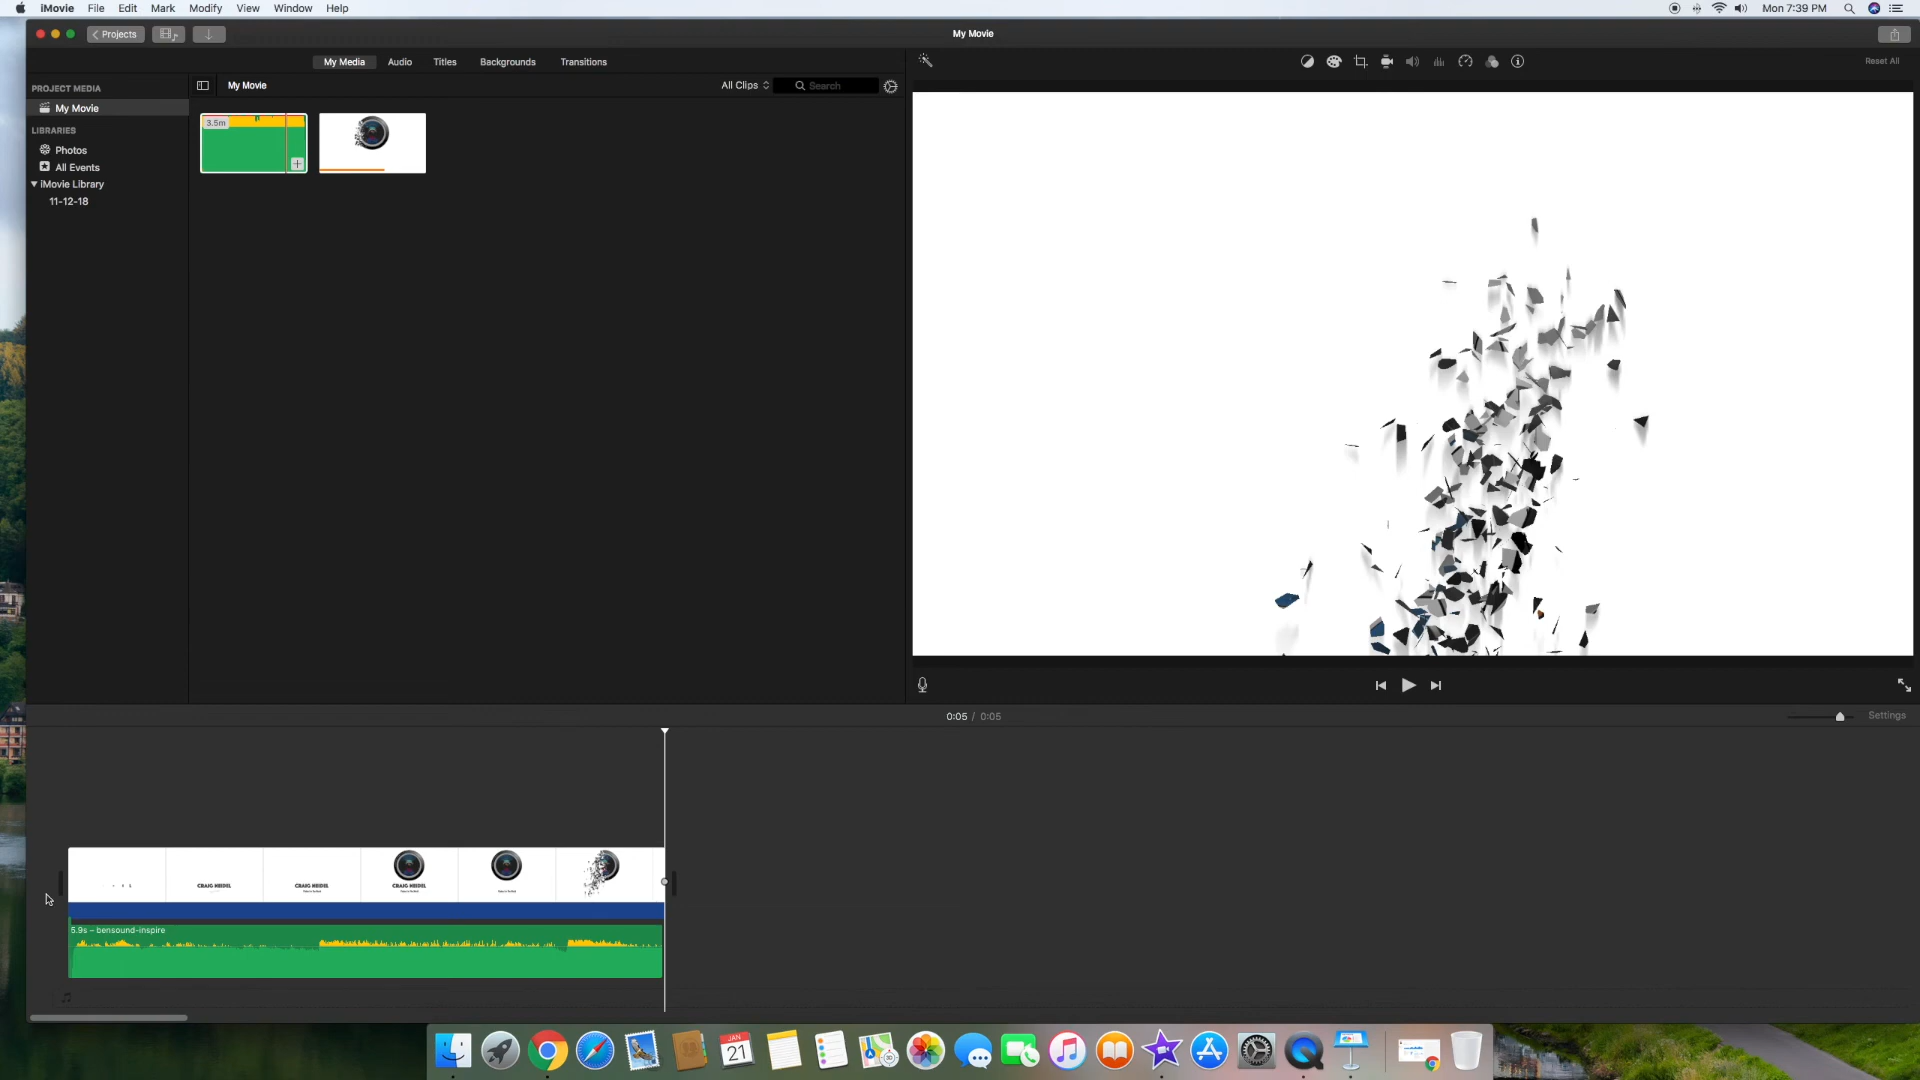 iMovie File Edit Mark Modify View Window Help
Mon 7:39 PM
Projects
My Movie
My Media Audio Titles Backgrounds Transitions
Reset All
PROJECT MEDIA
My Movie
LIBRARIES
Photos
All Events
iMovie Library
11-12-18
My Movie
All Clips
Search
3.5m
0:05 / 0:05
Settings
CRAIG HEIDEL
CRAIG HEIDEL
CRAIG HEIDEL
5.9s – bensound-inspire
JAN
21